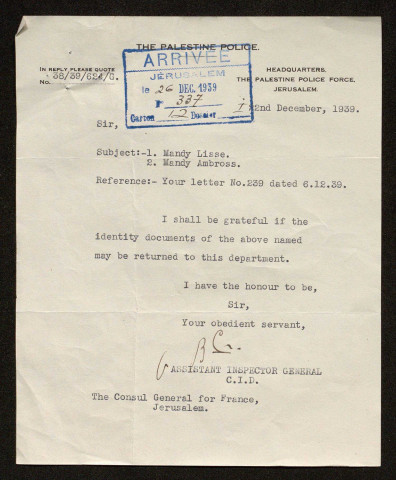 THE PALESTINE POLICE.
IN REPLY PLEASE QUOTE
No. 38/39/624/G.
HEADQUARTERS,
THE PALESTINE POLICE FORCE,
JERUSALEM.
ARRIVÉE
JÉRUSALEM
le 26 DEC. 1939
No 337
Carton 12 Dossier
22nd December, 1939.
Sir,
Subject:-1. Mandy Lisse.
2. Mandy Ambross.
Reference:- Your letter No.239 dated 6.12.39.
I shall be grateful if the
identity documents of the above named
may be returned to this department.
I have the honour to be,
Sir,
Your obedient servant,
ASSISTANT INSPECTOR GENERAL
C.I.D.
The Consul General for France,
Jerusalem.